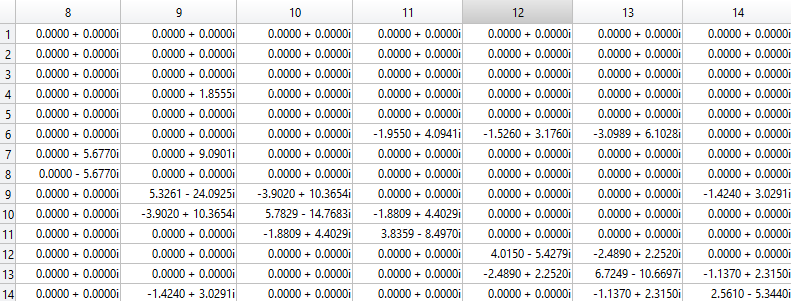 8 9 10 11 12 13 14
1 0.0000 + 0.0000i 0.0000 + 0.0000i 0.0000 + 0.0000i 0.0000 + 0.0000i 0.0000 + 0.0000i 0.0000 + 0.0000i 0.0000 + 0.0000i
2 0.0000 + 0.0000i 0.0000 + 0.0000i 0.0000 + 0.0000i 0.0000 + 0.0000i 0.0000 + 0.0000i 0.0000 + 0.0000i 0.0000 + 0.0000i
3 0.0000 + 0.0000i 0.0000 + 0.0000i 0.0000 + 0.0000i 0.0000 + 0.0000i 0.0000 + 0.0000i 0.0000 + 0.0000i 0.0000 + 0.0000i
4 0.0000 + 0.0000i 0.0000 + 1.8555i 0.0000 + 0.0000i 0.0000 + 0.0000i 0.0000 + 0.0000i 0.0000 + 0.0000i 0.0000 + 0.0000i
5 0.0000 + 0.0000i 0.0000 + 0.0000i 0.0000 + 0.0000i 0.0000 + 0.0000i 0.0000 + 0.0000i 0.0000 + 0.0000i 0.0000 + 0.0000i
6 0.0000 + 0.0000i 0.0000 + 0.0000i 0.0000 + 0.0000i -1.9550 + 4.0941i -1.5260 + 3.1760i -3.0989 + 6.1028i 0.0000 + 0.0000i
7 0.0000 + 5.6770i 0.0000 + 9.0901i 0.0000 + 0.0000i 0.0000 + 0.0000i 0.0000 + 0.0000i 0.0000 + 0.0000i 0.0000 + 0.0000i
8 0.0000 - 5.6770i 0.0000 + 0.0000i 0.0000 + 0.0000i 0.0000 + 0.0000i 0.0000 + 0.0000i 0.0000 + 0.0000i 0.0000 + 0.0000i
9 0.0000 + 0.0000i 5.3261 - 24.0925i -3.9020 + 10.3654i 0.0000 + 0.0000i 0.0000 + 0.0000i 0.0000 + 0.0000i -1.4240 + 3.0291i
10 0.0000 + 0.0000i -3.9020 + 10.3654i 5.7829 - 14.7683i -1.8809 + 4.4029i 0.0000 + 0.0000i 0.0000 + 0.0000i 0.0000 + 0.0000i
11 0.0000 + 0.0000i 0.0000 + 0.0000i -1.8809 + 4.4029i 3.8359 - 8.4970i 0.0000 + 0.0000i 0.0000 + 0.0000i 0.0000 + 0.0000i
12 0.0000 + 0.0000i 0.0000 + 0.0000i 0.0000 + 0.0000i 0.0000 + 0.0000i 4.0150 - 5.4279i -2.4890 + 2.2520i 0.0000 + 0.0000i
13 0.0000 + 0.0000i 0.0000 + 0.0000i 0.0000 + 0.0000i 0.0000 + 0.0000i -2.4890 + 2.2520i 6.7249 - 10.6697i -1.1370 + 2.3150i
14 0.0000 + 0.0000i -1.4240 + 3.0291i 0.0000 + 0.0000i 0.0000 + 0.0000i 0.0000 + 0.0000i -1.1370 + 2.3150i 2.5610 - 5.3440i